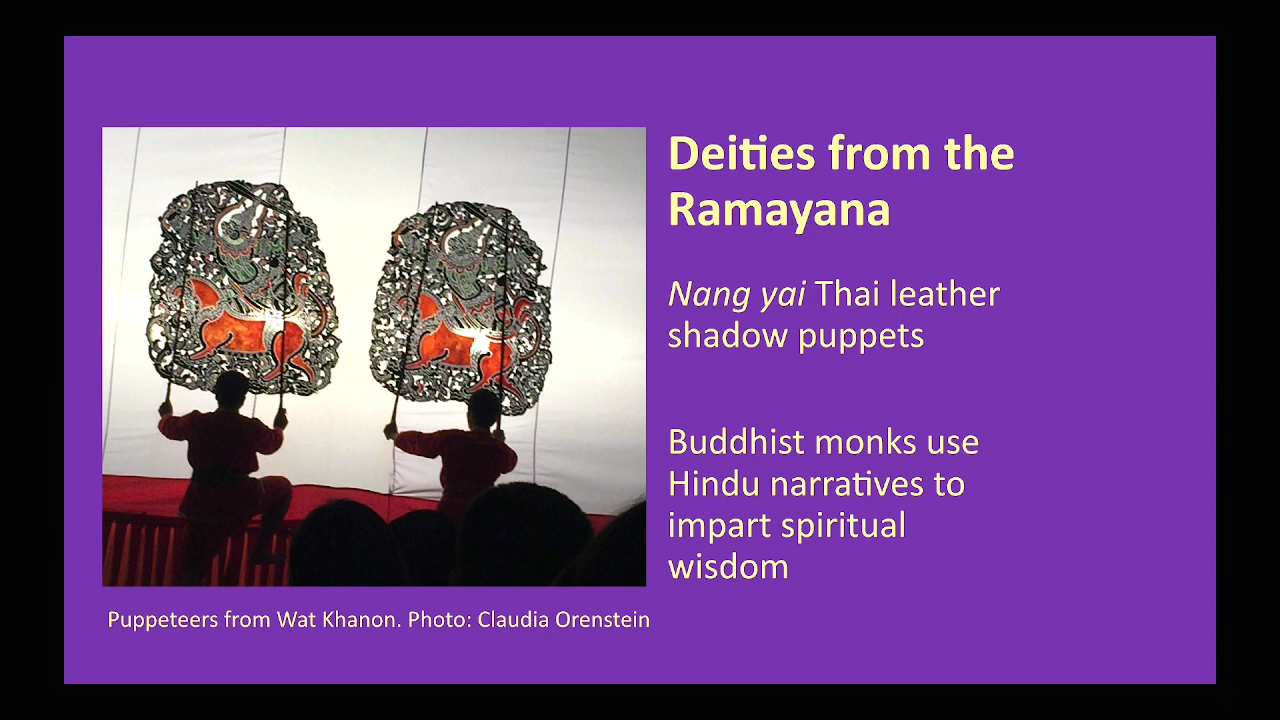 Deities from the
Ramayana
Nang yai Thai leather
shadow puppets
Buddhist monks use
Hindu narratives to
impart spiritual
wisdom
Puppeteers from Wat Khanon. Photo: Claudia Orenstein